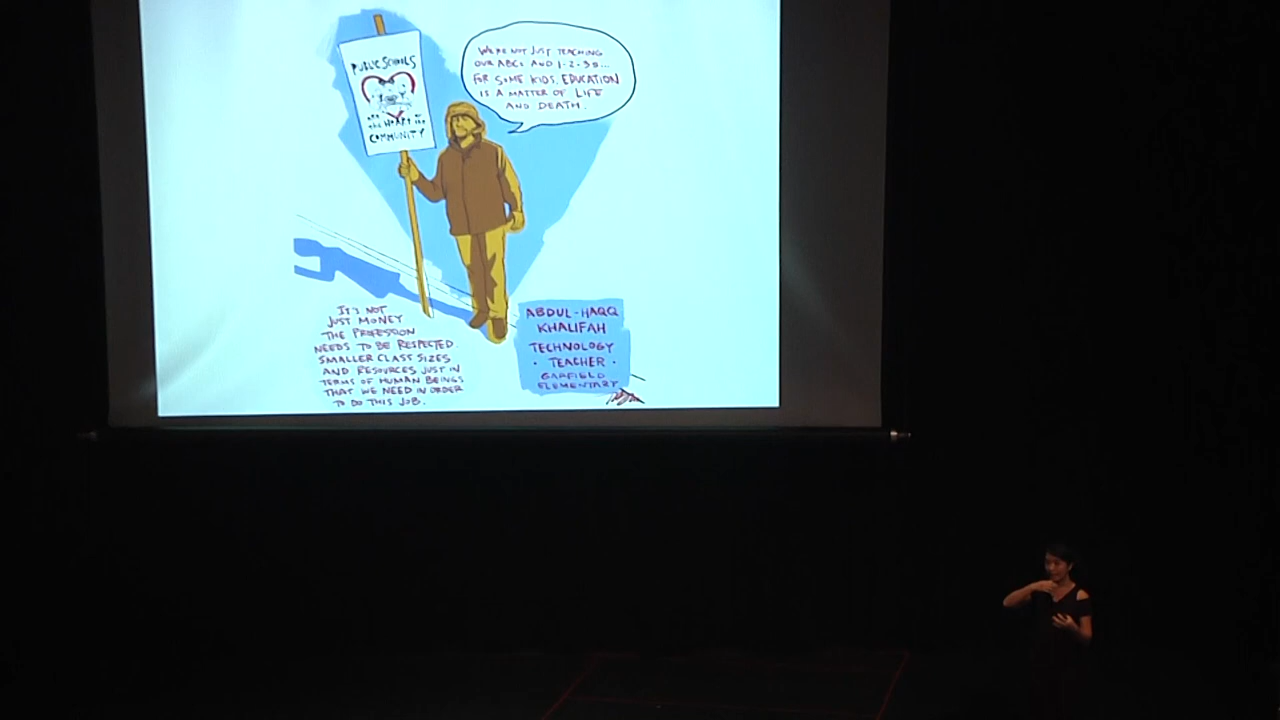 PUBLIC SCHOOLS
the HEART
COMMUNITY
WE'RE NOT JUST TEACHING
OUR ABCs AND 1-2-3s...
FOR SOME KIDS, EDUCATION
IS A MATTER OF LIFE
AND DEATH.
IT'S NOT
JUST MONEY
THE PROFESSION
NEEDS TO BE RESPECTED.
SMALLER CLASS SIZES
AND RESOURCES JUST IN
TERMS OF HUMAN BEINGS
THAT WE NEED IN ORDER
TO DO THIS JOB.
ABDUL-HAQQ
KHALIFAH
TECHNOLOGY
· TEACHER ·
GARFIELD
ELEMENTARY